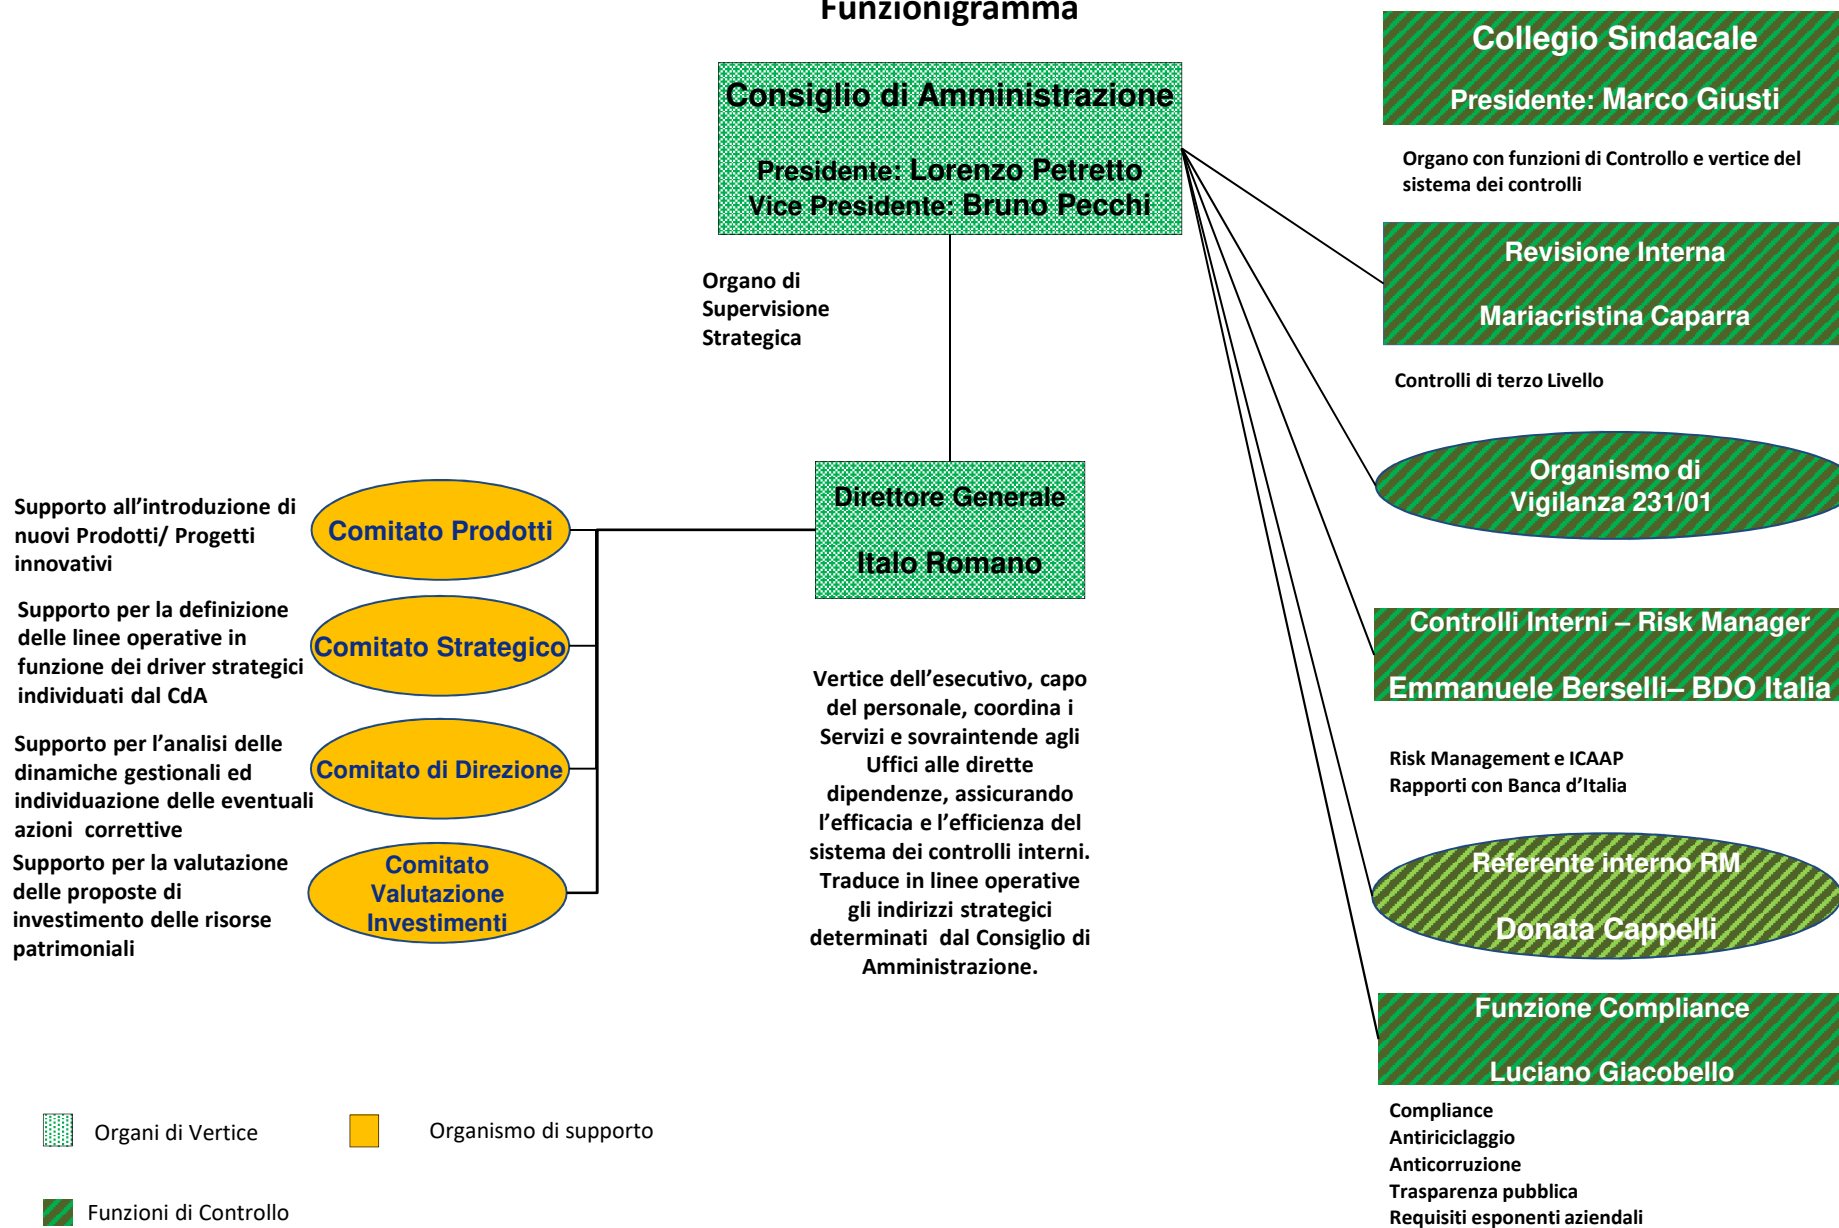 Funzionigramma
Consiglio di Amministrazione
Presidente: Lorenzo Petretto
Vice Presidente: Bruno Pecchi
Organo di
Supervisione
Strategica
Collegio Sindacale
Presidente: Marco Giusti
Organo con funzioni di Controllo e vertice del
sistema dei controlli
Revisione Interna
Mariacristina Caparra
Controlli di terzo Livello
Organismo di
Vigilanza 231/01
Controlli Interni – Risk Manager
Emmanuele Berselli– BDO Italia
Risk Management e ICAAP
Rapporti con Banca d’Italia
Referente interno RM
Donata Cappelli
Funzione Compliance
Luciano Giacobello
Compliance
Antiriciclaggio
Anticorruzione
Trasparenza pubblica
Requisiti esponenti aziendali
Direttore Generale
Italo Romano
Vertice dell’esecutivo, capo
del personale, coordina i
Servizi e sovraintende agli
Uffici alle dirette
dipendenze, assicurando
l’efficacia e l’efficienza del
sistema dei controlli interni.
Traduce in linee operative
gli indirizzi strategici
determinati dal Consiglio di
Amministrazione.
Supporto all’introduzione di
nuovi Prodotti/ Progetti
innovativi
Comitato Prodotti
Supporto per la definizione
delle linee operative in
funzione dei driver strategici
individuati dal CdA
Comitato Strategico
Supporto per l’analisi delle
dinamiche gestionali ed
individuazione delle eventuali
azioni correttive
Comitato di Direzione
Supporto per la valutazione
delle proposte di
investimento delle risorse
patrimoniali
Comitato
Valutazione
Investimenti
Organi di Vertice
Organismo di supporto
Funzioni di Controllo